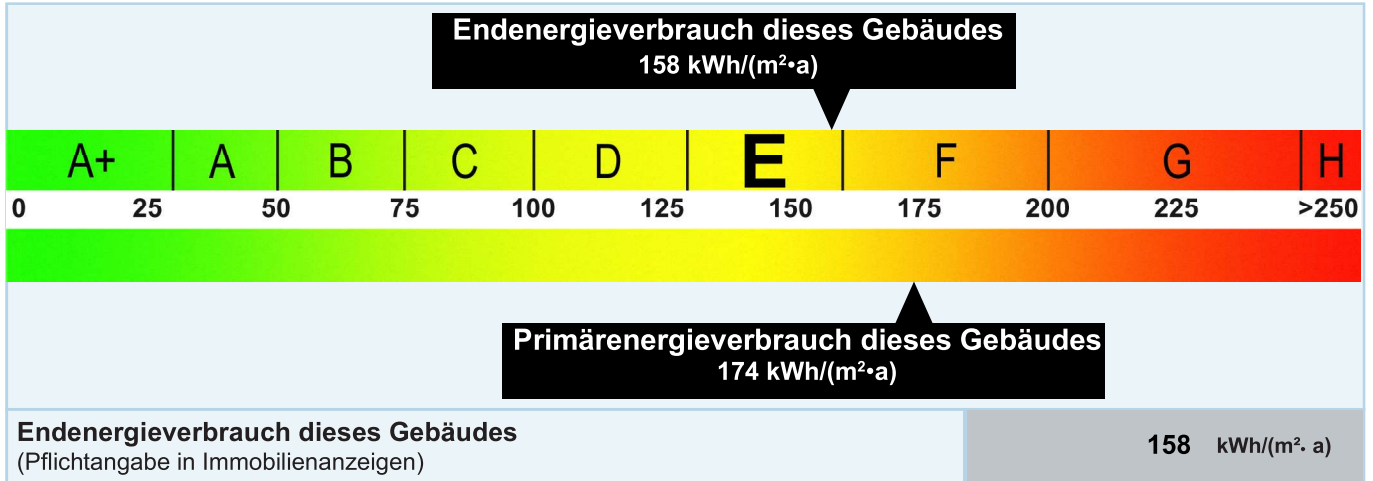 Endenergieverbrauch dieses Gebäudes
158 kWh/(m²•a)
A+ A B C D E F G H
0 25 50 75 100 125 150 175 200 225 >250
Primärenergieverbrauch dieses Gebäudes
174 kWh/(m²•a)
Endenergieverbrauch dieses Gebäudes
(Pflichtangabe in Immobilienanzeigen)
158 kWh/(m²• a)